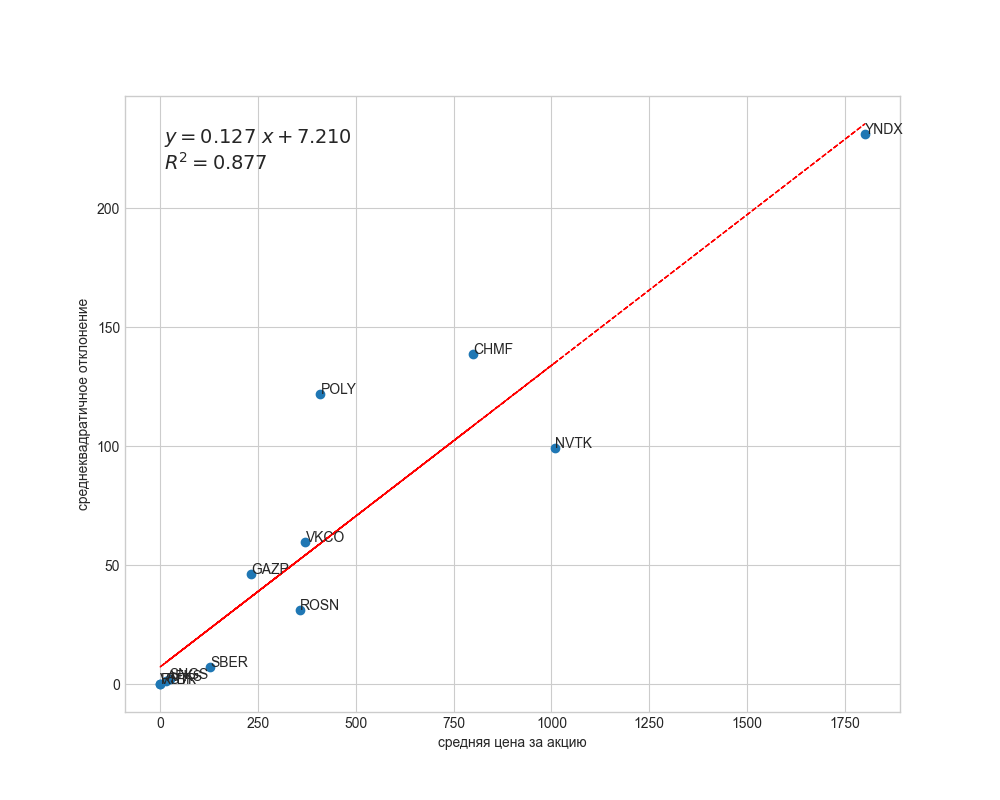 y = 0.127 x + 7.210
R² = 0.877
YNDX
CHMF
POLY
NVTK
VKCO
GAZP
ROSN
SBER
SNGS
200
150
100
50
0
0 250 500 750 1000 1250 1500 1750
средняя цена за акцию
среднеквадратичное отклонение